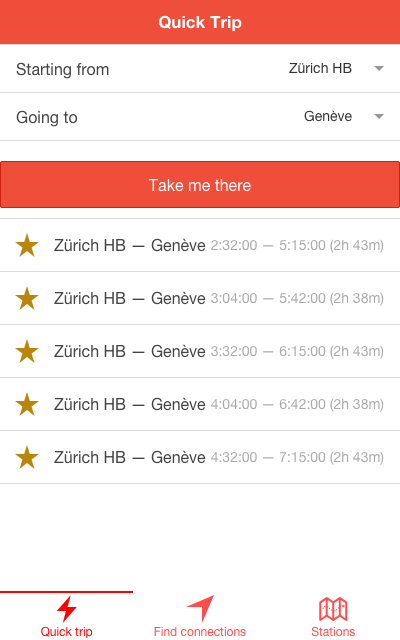 Quick Trip
Starting from Zürich HB
Going to Genève
Take me there
Zürich HB — Genève 2:32:00 — 5:15:00 (2h 43m)
Zürich HB — Genève 3:04:00 — 5:42:00 (2h 38m)
Zürich HB — Genève 3:32:00 — 6:15:00 (2h 43m)
Zürich HB — Genève 4:04:00 — 6:42:00 (2h 38m)
Zürich HB — Genève 4:32:00 — 7:15:00 (2h 43m)
Quick trip Find connections Stations